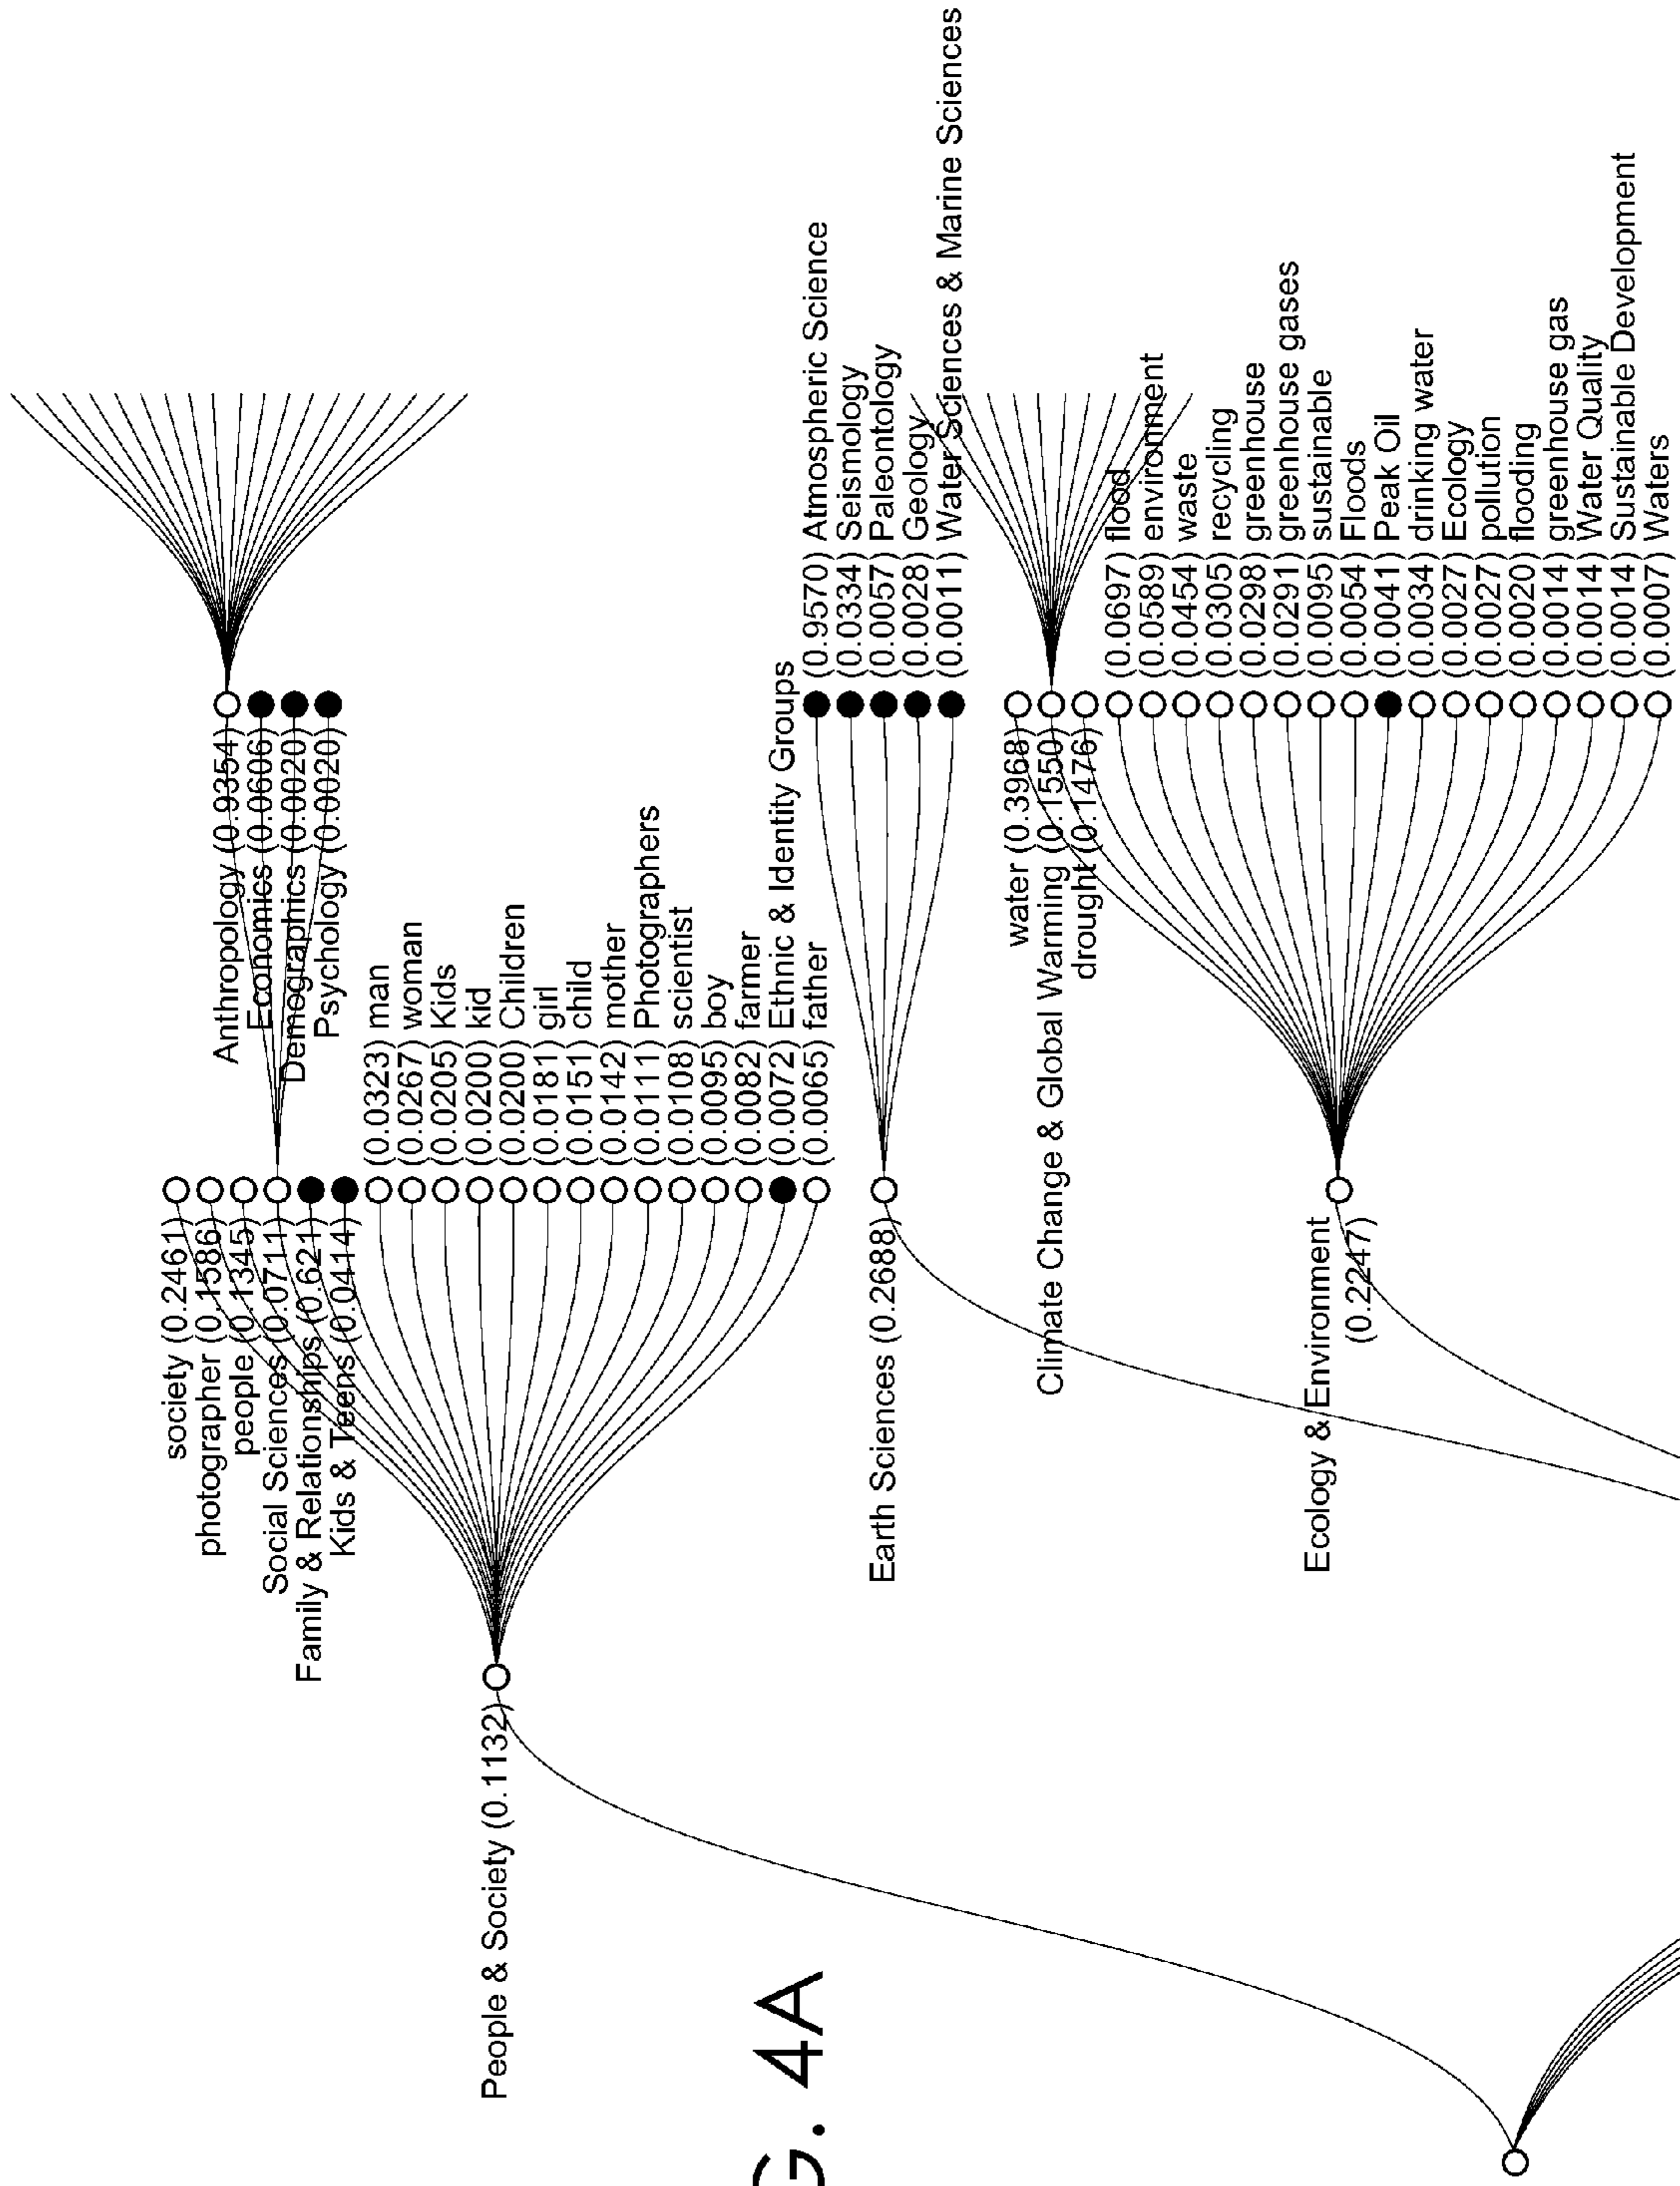 society (0.2461)
photographer (0.1586)
people (0.1345)
Social Sciences (0.0711)
Family & Relationships (0.621)
Kids & Teens (0.0414)
(0.0323) man
(0.0267) woman
(0.0205) Kids
(0.0200) kid
(0.0200) Children
(0.0181) girl
(0.0151) child
(0.0142) mother
(0.0111) Photographers
(0.0108) scientist
(0.0095) boy
(0.0082) farmer
(0.0072) Ethnic & Identity Groups
(0.0065) father
Anthropology (0.9354)
Economics (0.0606)
Demographics (0.0020)
Psychology (0.0020)
People & Society (0.1132)
Earth Sciences (0.2688)
(0.9570) Atmospheric Science
(0.0334) Seismology
(0.0057) Paleontology
(0.0028) Geology
(0.0011) Water Sciences & Marine Sciences
water (0.3968)
Climate Change & Global Warming (0.1550)
drought (0.1476)
(0.0697) flood
(0.0589) environment
(0.0454) waste
(0.0305) recycling
(0.0298) greenhouse
(0.0291) greenhouse gases
(0.0095) sustainable
(0.0054) Floods
(0.0041) Peak Oil
(0.0034) drinking water
(0.0027) Ecology
(0.0027) pollution
(0.0020) flooding
(0.0014) greenhouse gas
(0.0014) Water Quality
(0.0014) Sustainable Development
(0.0007) Waters
Ecology & Environment
(0.2247)
G. 4A